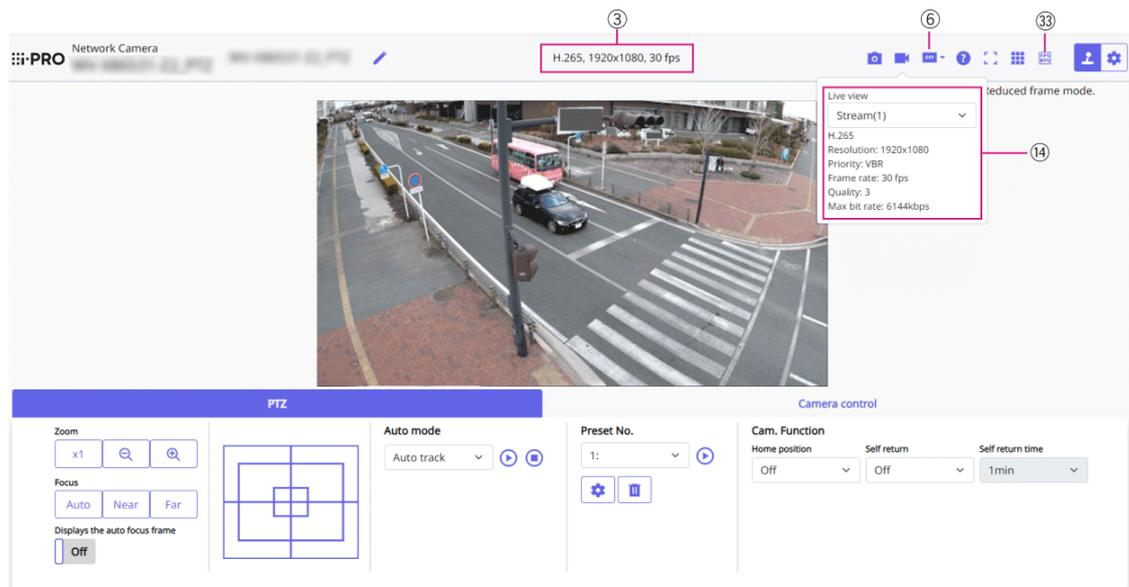 ③ ⑥ ㉝
i-PRO
Network Camera
H.265, 1920x1080, 30 fps
OFF
Reduced frame mode.
Live view
Stream(1)
H.265
Resolution: 1920x1080
Priority: VBR
Frame rate: 30 fps
Quality: 3
Max bit rate: 6144kbps
⑭
PTZ
Camera control
Zoom
x1
Focus
Auto Near Far
Displays the auto focus frame
Off
Auto mode
Auto track
Preset No.
1:
Cam. Function
Home position Self return Self return time
Off Off 1min